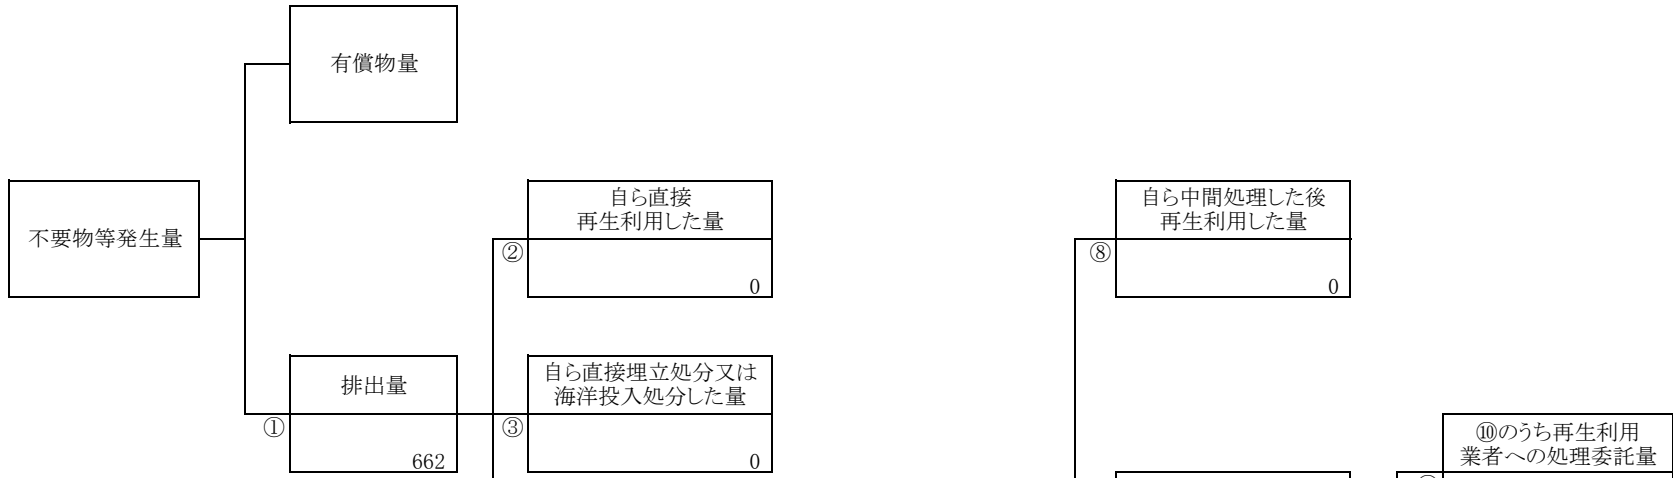 有償物量
不要物等発生量
自ら直接
再生利用した量
②
0
自ら中間処理した後
再生利用した量
⑧
0
排出量
①
662
自ら直接埋立処分又は
海洋投入処分した量
③
0
⑩のうち再生利用
業者への処理委託量